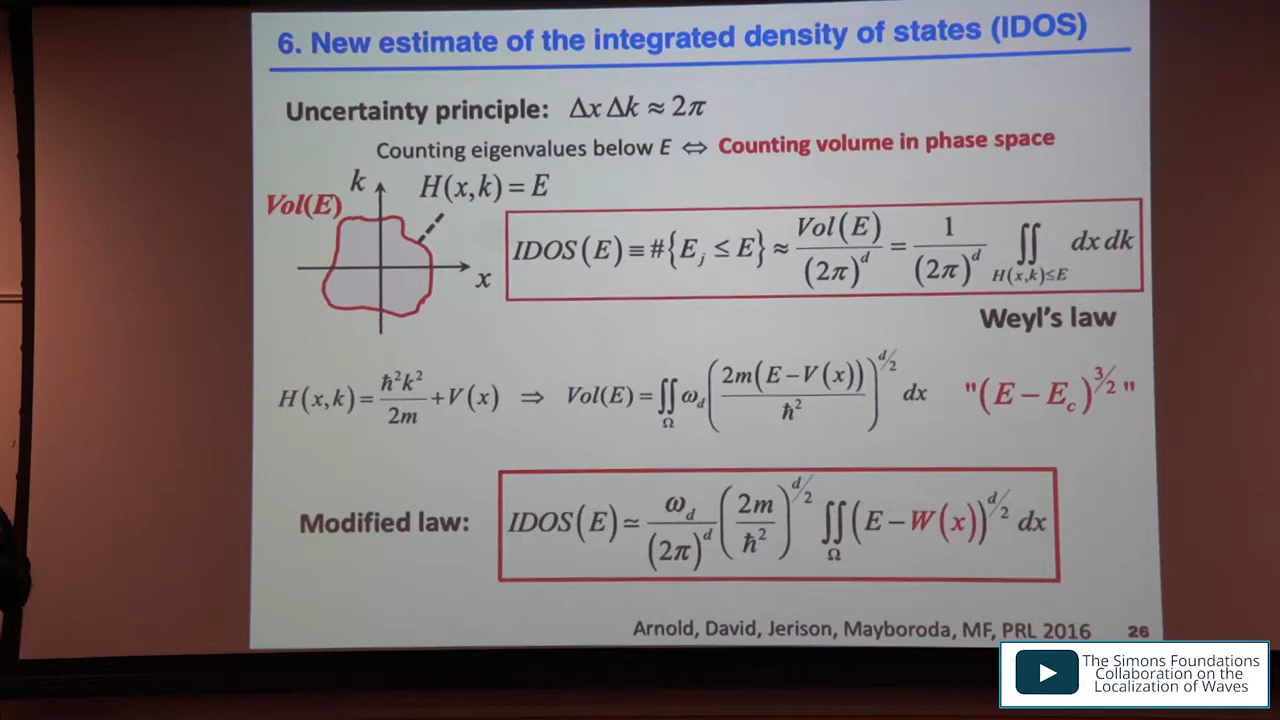 6. New estimate of the integrated density of states (IDOS)
Uncertainty principle: Δx Δk ≈ 2π
Counting eigenvalues below E ⇔ Counting volume in phase space
Vol(E)
k
H(x,k) = E
x
IDOS(E) ≡ #{E_j ≤ E} ≈ Vol(E)/(2π)^d = 1/(2π)^d ∬_{H(x,k)≤E} dx dk
Weyl's law
H(x,k) = ħ²k²/2m + V(x) ⇒ Vol(E) = ∬_Ω ω_d (2m(E−V(x))/ħ²)^{d/2} dx
"(E − E_c)^{3/2}"
Modified law: IDOS(E) ≃ ω_d/(2π)^d (2m/ħ²)^{d/2} ∬_Ω (E − W(x))^{d/2} dx
Arnold, David, Jerison, Mayboroda, MF, PRL 2016
26
The Simons Foundations
Collaboration on the
Localization of Waves